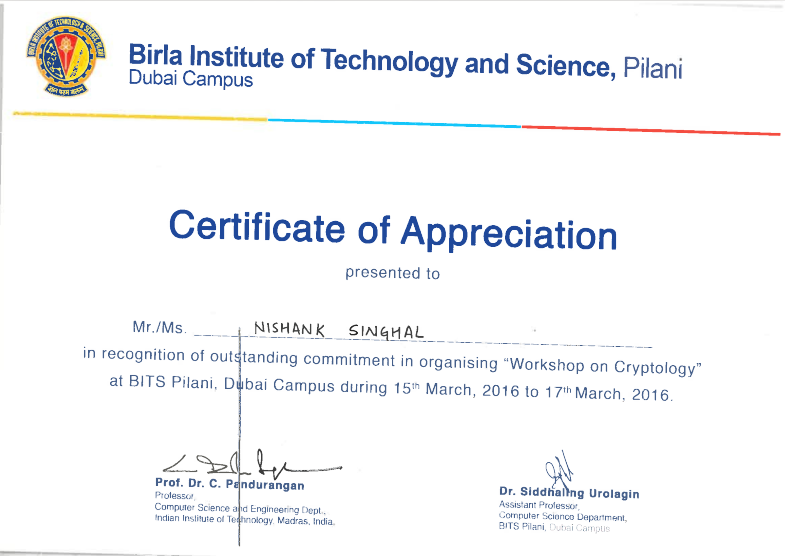 Birla Institute of Technology and Science, Pilani
Dubai Campus
Certificate of Appreciation
presented to
Mr./Ms. NISHANK SINGHAL
in recognition of outstanding commitment in organising “Workshop on Cryptology”
at BITS Pilani, Dubai Campus during 15th March, 2016 to 17th March, 2016.
Prof. Dr. C. Pandurangan
Professor,
Computer Science and Engineering Dept.,
Indian Institute of Technology, Madras, India.
Dr. Siddhaling Urolagin
Assistant Professor,
Computer Science Department,
BITS Pilani, Dubai Campus